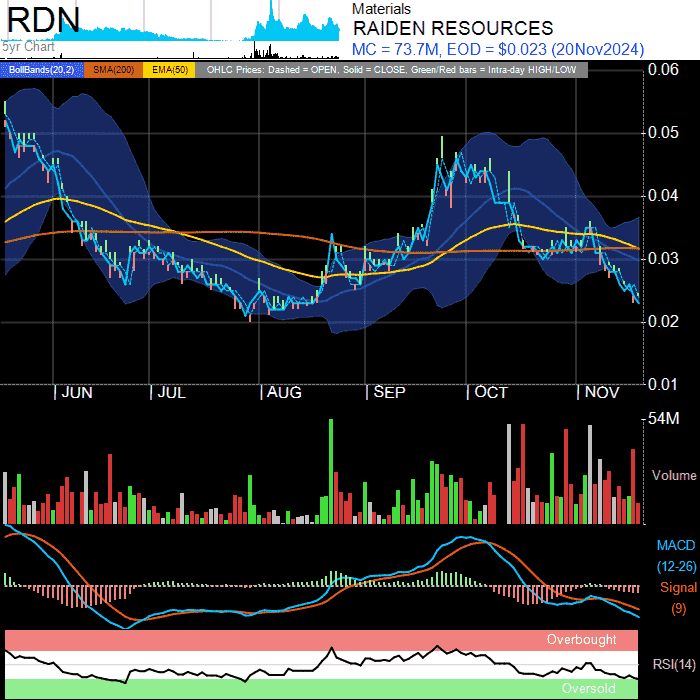 RDN
5yr Chart
Materials
RAIDEN RESOURCES
MC = 73.7M, EOD = $0.023 (20Nov2024)
BollBands(20,2) SMA(200) EMA(50) OHLC Prices: Dashed = OPEN, Solid = CLOSE, Green/Red bars = Intra-day HIGH/LOW
0.06
0.05
0.04
0.03
0.02
0.01
JUN JUL AUG SEP OCT NOV
54M
Volume
MACD
(12-26)
Signal
(9)
Overbought
RSI(14)
Oversold